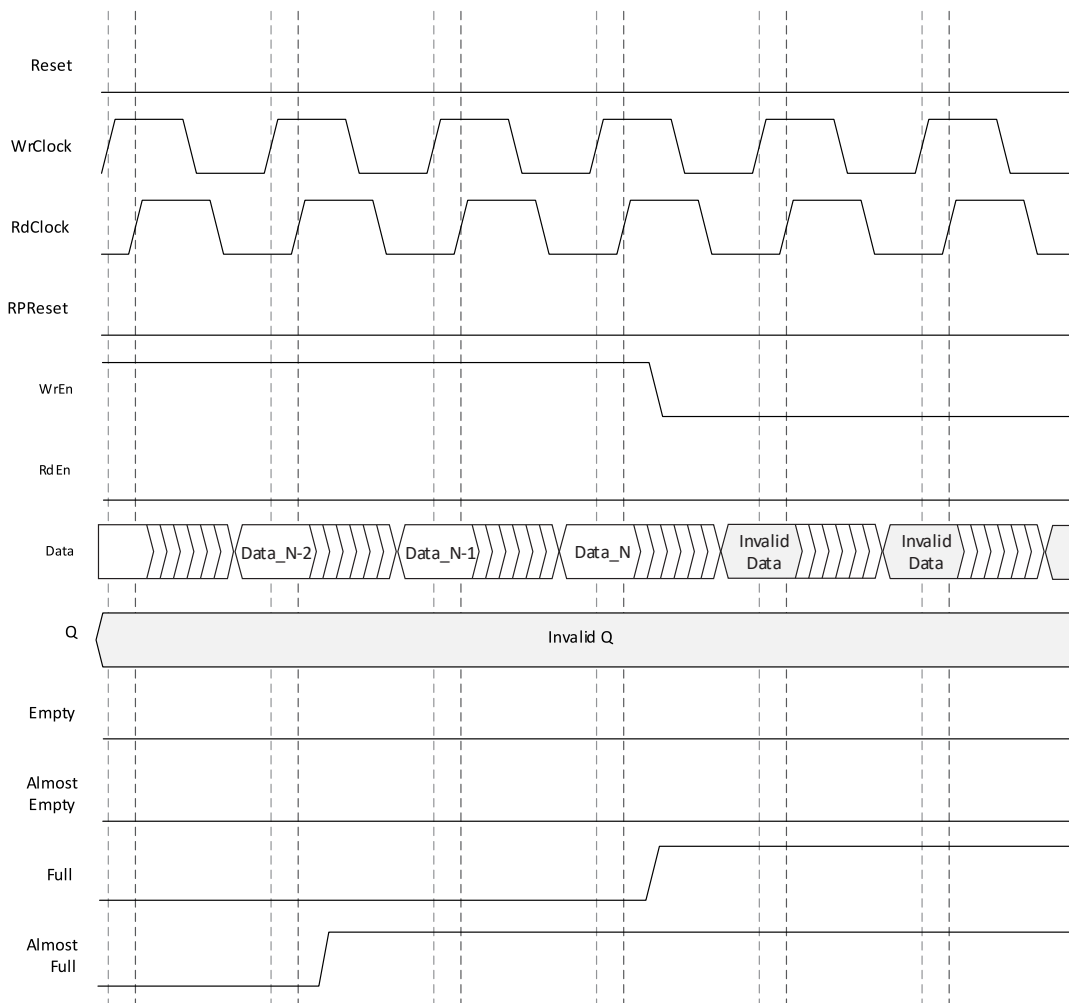 Reset
WrClock
RdClock
RPReset
WrEn
RdEn
Data
Data_N-2
Data_N-1
Data_N
Invalid
Data
Invalid
Data
Q
Invalid Q
Empty
Almost
Empty
Full
Almost
Full